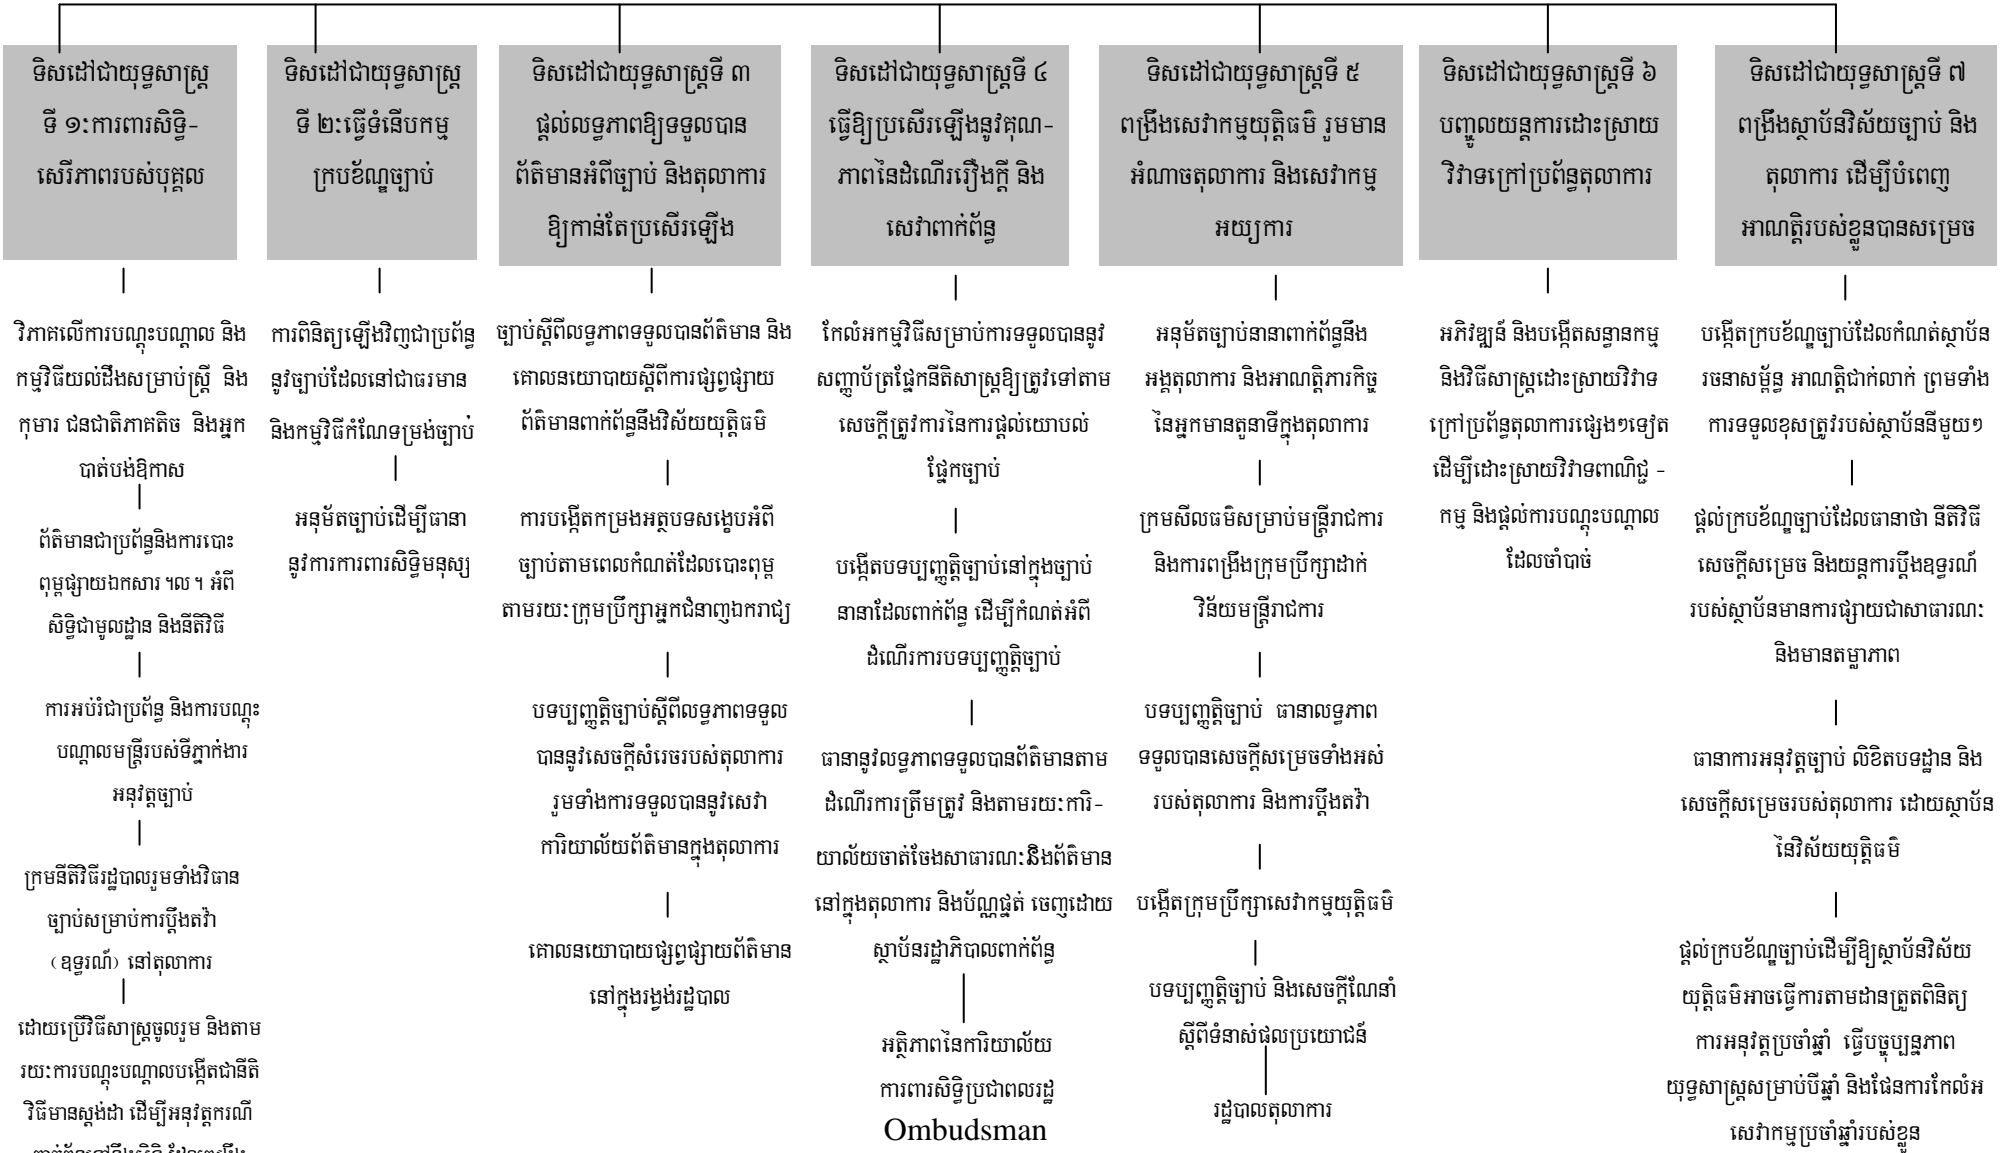 ទិសដៅជាយុទ្ធសាស្ត្រ
ទី ១:ការពារសិទ្ធិ-
សេរីភាពរបស់បុគ្គល
វិភាគលើការបណ្តុះបណ្តាល និង
កម្មវិធីយល់ដឹងសម្រាប់ស្ត្រី និង
កុមារ ជនជាតិភាគតិច និងអ្នក
បាត់បង់ឱកាស
ព័ត៌មានជាប្រព័ន្ធនិងការបោះ
ពុម្ពផ្សាយឯកសារ ។ល។ អំពី
សិទ្ធិជាមូលដ្ឋាន និងនីតិវិធី
ការអប់រំជាប្រព័ន្ធ និងការបណ្តុះ
បណ្តាលមន្ត្រីរបស់ទីភ្នាក់ងារ
អនុវត្តច្បាប់
ក្រមនីតិវិធីរដ្ឋបាលរួមទាំងវិធាន
ច្បាប់សម្រាប់ការប្តឹងតវ៉ា
(ឧទ្ធរណ៍) នៅតុលាការ
ដោយប្រើវិធីសាស្ត្រចូលរួម និងតាម
រយ:ការបណ្តុះបណ្តាលបង្កើតជានីតិ
វិធីមានស្តង់ដា ដើម្បីអនុវត្តករណី
ទិសដៅជាយុទ្ធសាស្ត្រ
ទី ២:ធ្វើទំនើបកម្ម
ក្របខ័ណ្ឌច្បាប់
ការពិនិត្យឡើងវិញជាប្រព័ន្ធ
នូវច្បាប់ដែលនៅជាធរមាន
និងកម្មវិធីកំណែទម្រង់ច្បាប់
អនុម័តច្បាប់ដើម្បីធានា
នូវការការពារសិទ្ធិមនុស្ស
ទិសដៅជាយុទ្ធសាស្ត្រទី ៣
ផ្តល់លទ្ធភាពឱ្យទទួលបាន
ព័ត៌មានអំពីច្បាប់ និងតុលាការ
ឱ្យកាន់តែប្រសើរឡើង
ច្បាប់ស្តីពីលទ្ធភាពទទួលបានព័ត៌មាន និង
គោលនយោបាយស្តីពីការផ្សព្វផ្សាយ
ព័ត៌មានពាក់ព័ន្ធនឹងវិស័យយុត្តិធម៌
ការបង្កើតកម្រងអត្ថបទសង្ខេបអំពី
ច្បាប់តាមពេលកំណត់ដែលបោះពុម្ព
តាមរយ:ក្រុមប្រឹក្សាអ្នកជំនាញឯករាជ្យ
បទប្បញ្ញត្តិច្បាប់ស្តីពីលទ្ធភាពទទួល
បាននូវសេចក្តីសំរេចរបស់តុលាការ
រួមទាំងការទទួលបាននូវសេវា
ការិយាល័យព័ត៌មានក្នុងតុលាការ
គោលនយោបាយផ្សព្វផ្សាយព័ត៌មាន
នៅក្នុងរង្វង់រដ្ឋបាល
ទិសដៅជាយុទ្ធសាស្ត្រទី ៤
ធ្វើឱ្យប្រសើរឡើងនូវគុណ-
ភាពនៃដំណើររឿងក្តី និង
សេវាពាក់ព័ន្ធ
កែលំអកម្មវិធីសម្រាប់ការទទួលបាននូវ
សញ្ញាប័ត្រផ្នែកនីតិសាស្ត្រឱ្យត្រូវទៅតាម
សេចក្តីត្រូវការនៃការផ្តល់យោបល់
ផ្នែកច្បាប់
បង្កើតបទប្បញ្ញត្តិច្បាប់នៅក្នុងច្បាប់
នានាដែលពាក់ព័ន្ធ ដើម្បីកំណត់អំពី
ដំណើរការបទប្បញ្ញត្តិច្បាប់
ធានានូវលទ្ធភាពទទួលបានព័ត៌មានតាម
ដំណើរការត្រឹមត្រូវ និងតាមរយ:ការិ-
យាល័យចាត់ចែងសាធារណ:និងព័ត៌មាន
នៅក្នុងតុលាការ និងប័ណ្ណផ្នត់ ចេញដោយ
ស្ថាប័នរដ្ឋាភិបាលពាក់ព័ន្ធ
អត្ថិភាពនៃការិយាល័យ
ការពារសិទ្ធិប្រជាពលរដ្ឋ
Ombudsman
ទិសដៅជាយុទ្ធសាស្ត្រទី ៥
ពង្រឹងសេវាកម្មយុត្តិធម៌ រួមមាន
អំណាចតុលាការ និងសេវាកម្ម
អយ្យការ
អនុម័តច្បាប់នានាពាក់ព័ន្ធនឹង
អង្គតុលាការ និងអាណត្តិភារកិច្ច
នៃអ្នកមានតួនាទីក្នុងតុលាការ
ក្រមសីលធម៌សម្រាប់មន្ត្រីរាជការ
និងការពង្រឹងក្រុមប្រឹក្សាដាក់
វិន័យមន្ត្រីរាជការ
បទប្បញ្ញត្តិច្បាប់ ធានាលទ្ធភាព
ទទួលបានសេចក្តីសម្រេចទាំងអស់
របស់តុលាការ និងការប្តឹងតវ៉ា
បង្កើតក្រុមប្រឹក្សាសេវាកម្មយុត្តិធម៌
បទប្បញ្ញត្តិច្បាប់ និងសេចក្តីណែនាំ
ស្តីពីទំនាស់ផលប្រយោជន៍
រដ្ឋបាលតុលាការ
ទិសដៅជាយុទ្ធសាស្ត្រទី ៦
បញ្ចូលយន្តការដោះស្រាយ
វិវាទក្រៅប្រព័ន្ធតុលាការ
អភិវឌ្ឍន៍ និងបង្កើតសន្ធានកម្ម
និងវិធីសាស្ត្រដោះស្រាយវិវាទ
ក្រៅប្រព័ន្ធតុលាការផ្សេងៗទៀត
ដើម្បីដោះស្រាយវិវាទពាណិជ្ជ -
កម្ម និងផ្តល់ការបណ្តុះបណ្តាល
ដែលចាំបាច់
ទិសដៅជាយុទ្ធសាស្ត្រទី ៧
ពង្រឹងស្ថាប័នវិស័យច្បាប់ និង
តុលាការ ដើម្បីបំពេញ
អាណត្តិរបស់ខ្លួនបានសម្រេច
បង្កើតក្របខ័ណ្ឌច្បាប់ដែលកំណត់ស្ថាប័ន
រចនាសម្ព័ន្ធ អាណត្តិជាក់លាក់ ព្រមទាំង
ការទទួលខុសត្រូវរបស់ស្ថាប័ននីមួយៗ
ផ្តល់ក្របខ័ណ្ឌច្បាប់ដែលធានាថា នីតិវិធី
សេចក្តីសម្រេច និងយន្តការប្តឹងឧទ្ធរណ៍
របស់ស្ថាប័នមានការផ្សាយជាសាធារណ:
និងមានតម្លាភាព
ធានាការអនុវត្តច្បាប់ លិខិតបទដ្ឋាន និង
សេចក្តីសម្រេចរបស់តុលាការ ដោយស្ថាប័ន
នៃវិស័យយុត្តិធម៌
ផ្តល់ក្របខ័ណ្ឌច្បាប់ដើម្បីឱ្យស្ថាប័នវិស័យ
យុត្តិធម៌អាចធ្វើការតាមដានត្រួតពិនិត្យ
ការអនុវត្តប្រចាំឆ្នាំ ធ្វើបច្ចុប្បន្នភាព
យុទ្ធសាស្ត្រសម្រាប់បីឆ្នាំ និងផែនការកែលំអ
សេវាកម្មប្រចាំឆ្នាំរបស់ខ្លួន